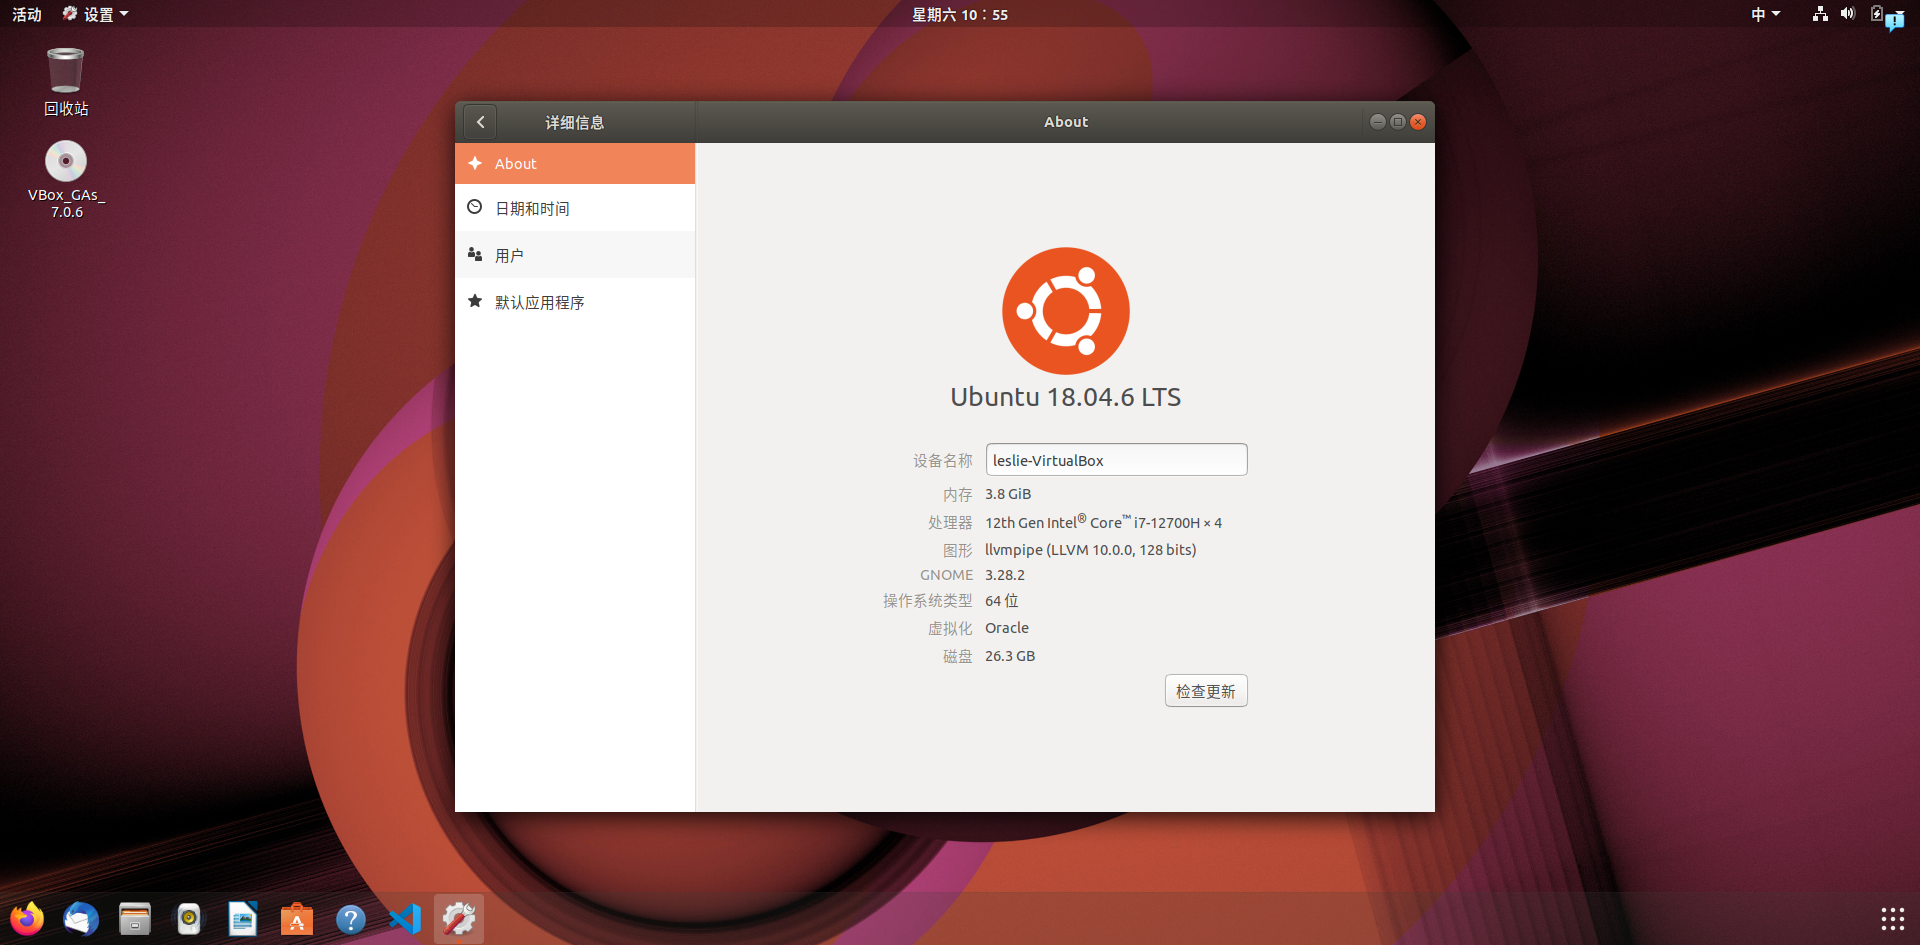 活动
设置
星期六 10：55
中
回收站
VBox_GAs_
7.0.6
详细信息
About
About
日期和时间
用户
默认应用程序
Ubuntu 18.04.6 LTS
设备名称 leslie-VirtualBox
内存 3.8 GiB
处理器 12th Gen Intel® Core™ i7-12700H × 4
图形 llvmpipe (LLVM 10.0.0, 128 bits)
GNOME 3.28.2
操作系统类型 64 位
虚拟化 Oracle
磁盘 26.3 GB
检查更新